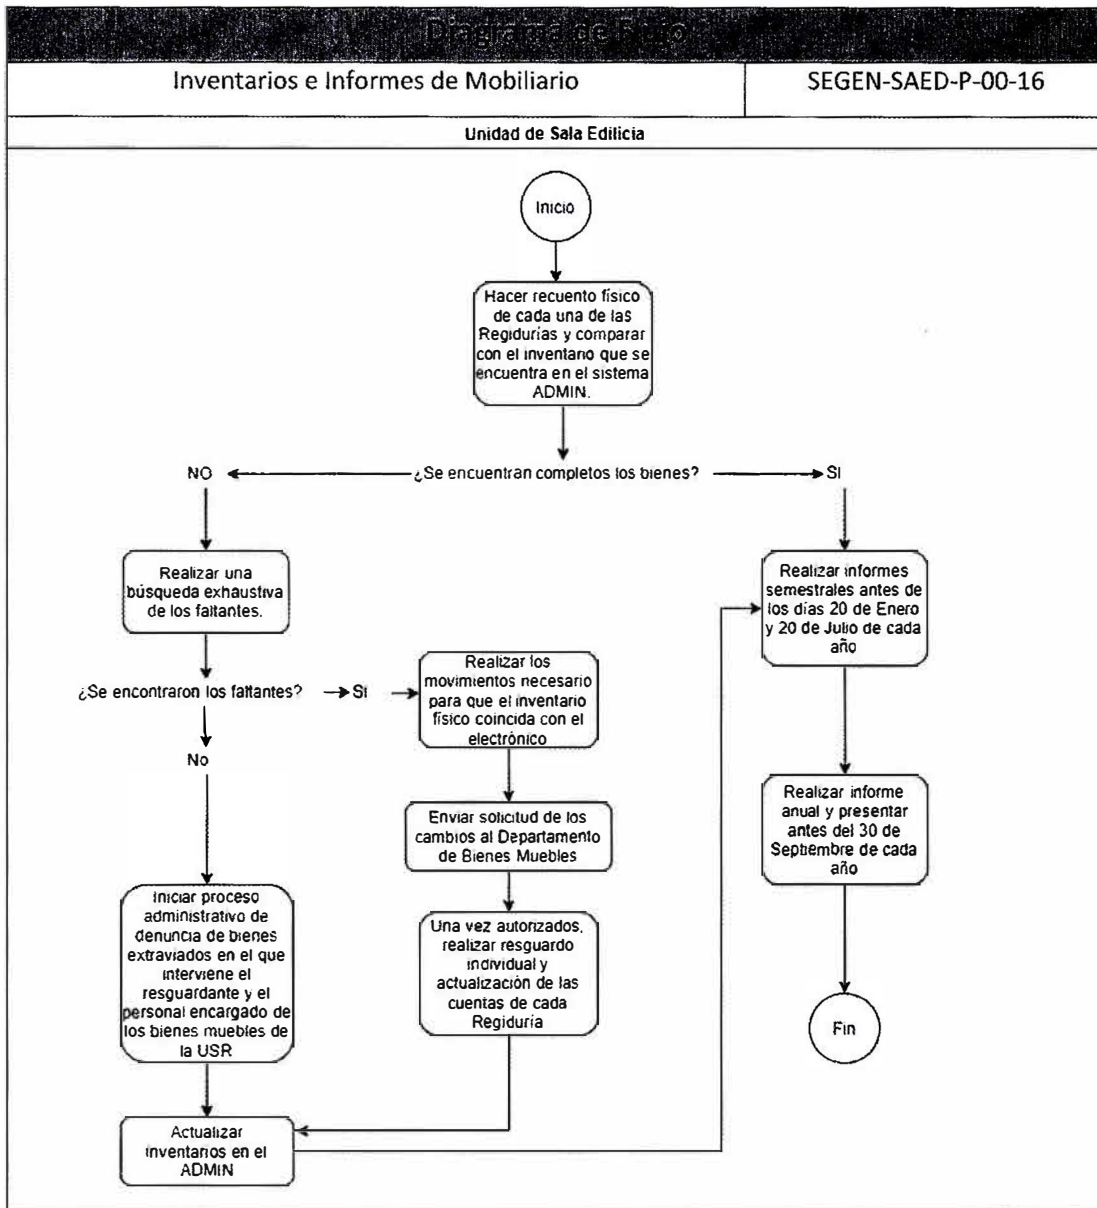 Diagrama de Flujo
Inventarios e Informes de Mobiliario
SEGEN-SAED-P-00-16
Unidad de Sala Edilicia
Inicio
Hacer recuento físico
de cada una de las
Regidurías y comparar
con el inventario que se
encuentra en el sistema
ADMIN.
NO
¿Se encuentran completos los bienes?
SI
Realizar una
búsqueda exhaustiva
de los faltantes.
¿Se encontraron los faltantes?
Si
No
Realizar los
movimientos necesario
para que el inventario
físico coincida con el
electrónico
Enviar solicitud de los
cambios al Departamento
de Bienes Muebles
Una vez autorizados,
realizar resguardo
individual y
actualización de las
cuentas de cada
Regiduría
Iniciar proceso
administrativo de
denuncia de bienes
extraviados en el que
interviene el
resguardante y el
personal encargado de
los bienes muebles de
la USR
Actualizar
inventarios en el
ADMIN
Realizar informes
semestrales antes de
los días 20 de Enero
y 20 de Julio de cada
año
Realizar informe
anual y presentar
antes del 30 de
Septiembre de cada
año
Fin